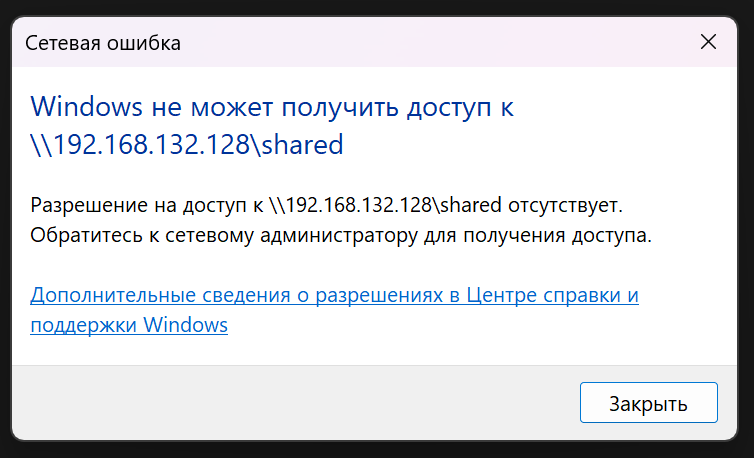 Сетевая ошибка
Windows не может получить доступ к
\\192.168.132.128\shared
Разрешение на доступ к \\192.168.132.128\shared отсутствует.
Обратитесь к сетевому администратору для получения доступа.
Дополнительные сведения о разрешениях в Центре справки и
поддержки Windows
Закрыть